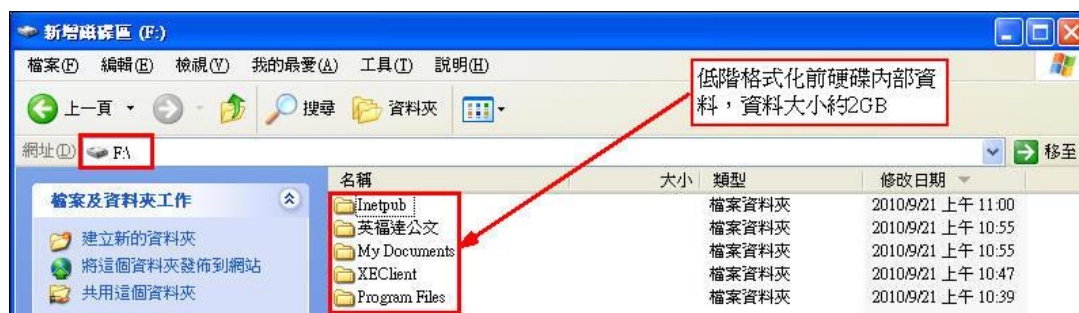 新增磁碟區 (F:)
檔案(F) 編輯(E) 檢視(V) 我的最愛(A) 工具(T) 說明(H)
低階格式化前硬碟內部資
料，資料大小約2GB
上一頁 搜尋 資料夾
網址(D) F:\ 移至
名稱 大小 類型 修改日期
檔案及資料夾工作
建立新的資料夾
將這個資料夾發佈到網站
共用這個資料夾
Inetpub 檔案資料夾 2010/9/21 上午 11:00
英福達公文 檔案資料夾 2010/9/21 上午 10:55
My Documents 檔案資料夾 2010/9/21 上午 10:55
XEClient 檔案資料夾 2010/9/21 上午 10:47
Program Files 檔案資料夾 2010/9/21 上午 10:39